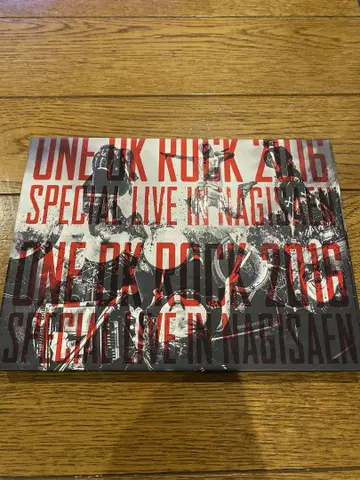 ONE OK ROCK 2016
SPECIAL LIVE IN NAGISAEN
ONE OK ROCK 2016
SPECIAL LIVE IN NAGISAEN